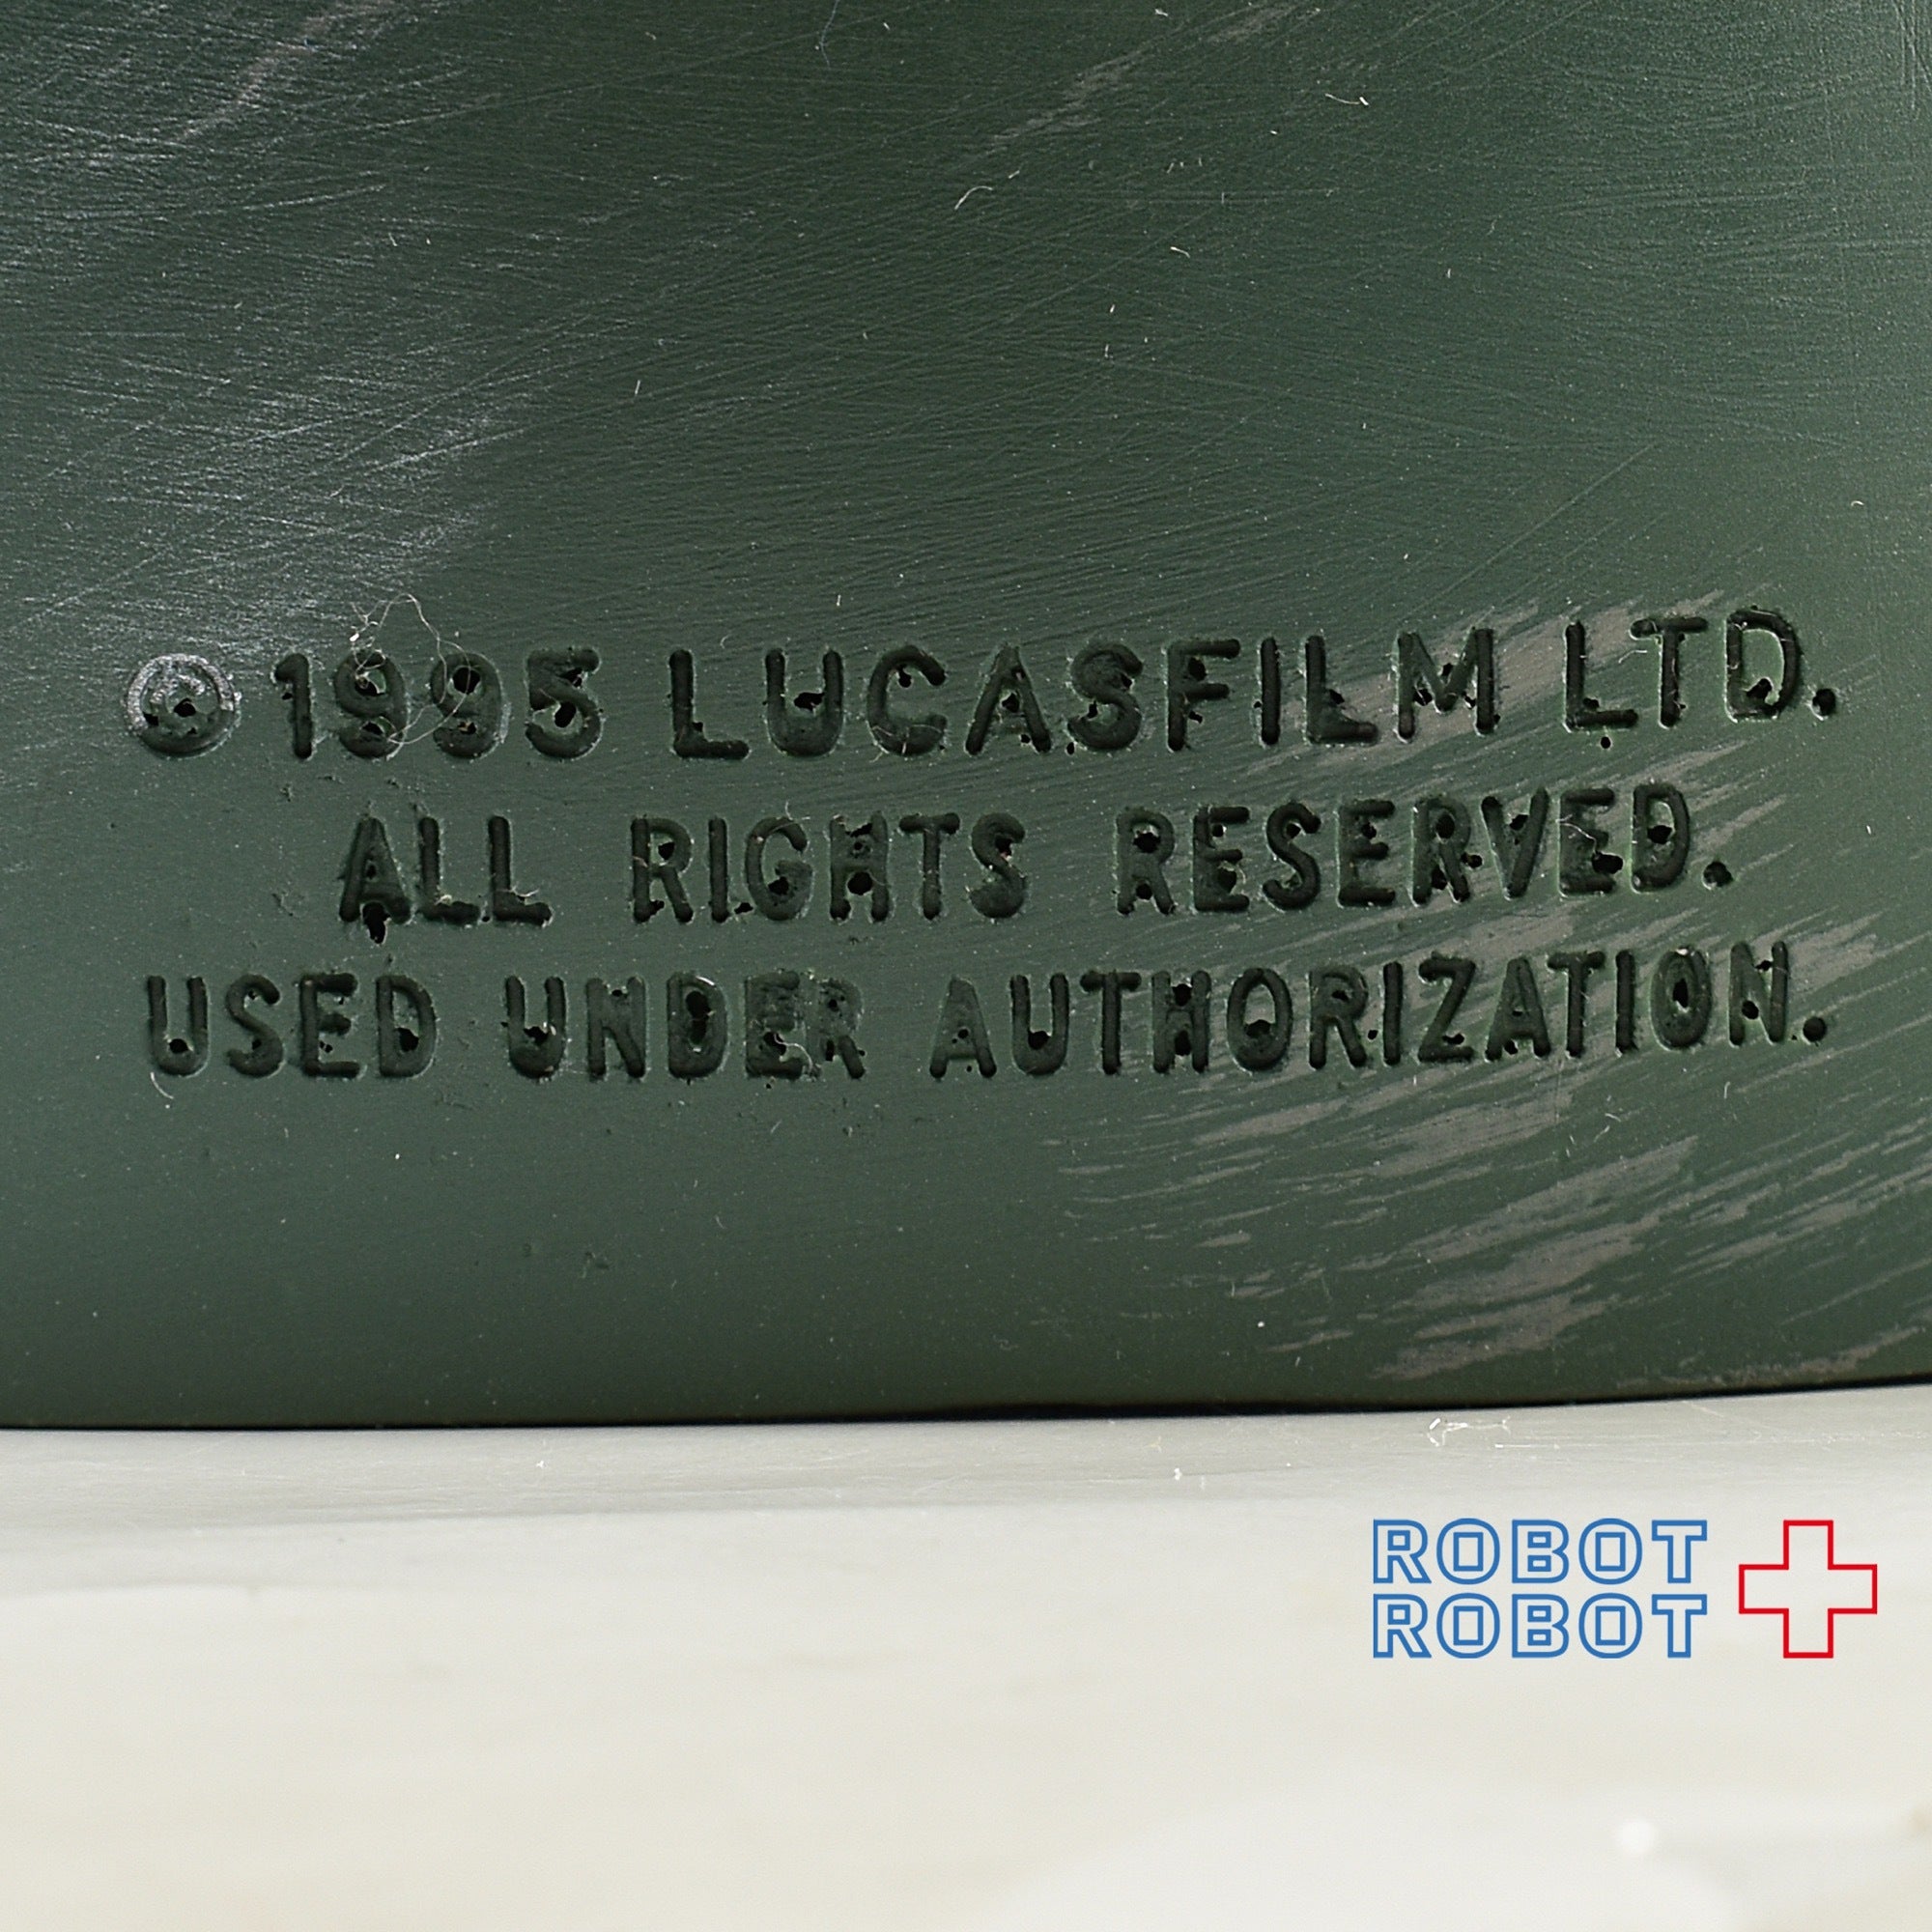 © 1995 LUCASFILM LTD.
ALL RIGHTS RESERVED.
USED UNDER AUTHORIZATION.
ROBOT
ROBOT